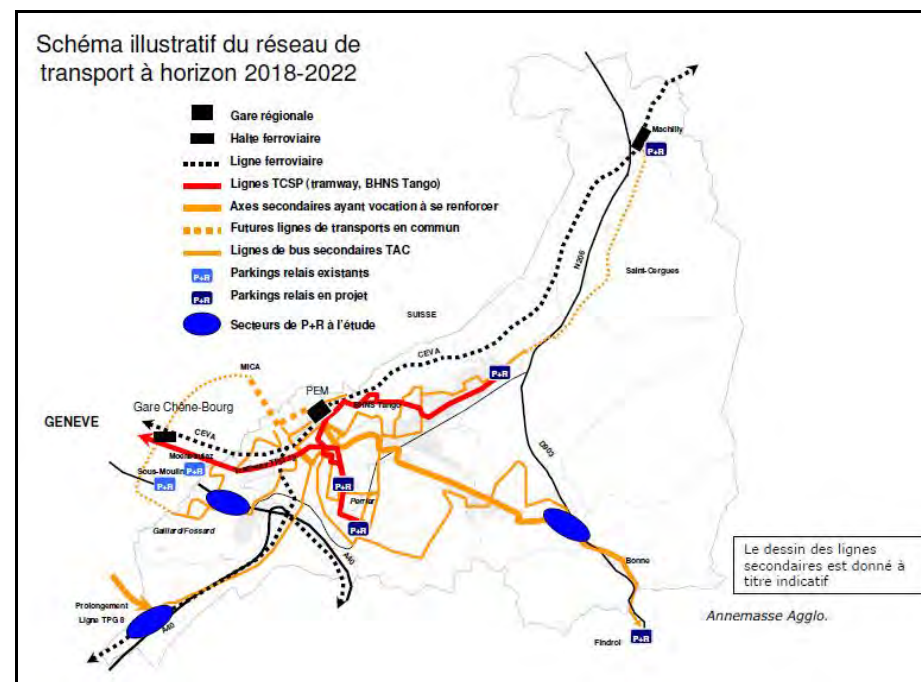 Schéma illustratif du réseau de
transport à horizon 2018-2022
Gare régionale
Halte ferroviaire
Ligne ferroviaire
Lignes TCSP (tramway, BHNS Tango)
Axes secondaires ayant vocation à se renforcer
Futures lignes de transports en commun
Lignes de bus secondaires TAC
P+R Parkings relais existants
P+R Parkings relais en projet
Secteurs de P+R à l'étude
Machilly
P+R
N206
Saint-Cergues
SUISSE
CEVA
MICA
PEM
P+R
BHNS Tango
Gare Chêne-Bourg
GENEVE
CEVA
Sous-Moulin
P+R
P+R
Gaillard/Fossard
P+R
Perrier
P+R
D903
A40
Bonne
Le dessin des lignes
secondaires est donné à
titre indicatif
Prolongement
Ligne TPG 8
A40
Findrol
P+R
Annemasse Agglo.